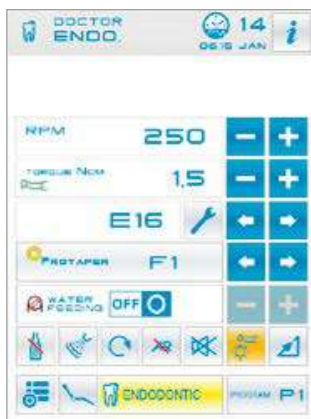 DOCTOR
ENDO.
14
06:15 JAN
i
RPM
250
TORQUE NCM
1,5
E16
PROTAPER
F1
WATER
FEEDING
OFF
ENDODONTIC
PROGRAM P1